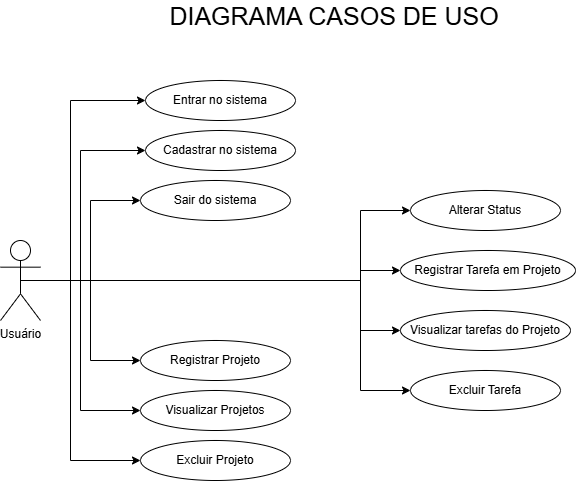 DIAGRAMA CASOS DE USO
Entrar no sistema
Cadastrar no sistema
Sair do sistema
Alterar Status
Registrar Tarefa em Projeto
Usuário
Visualizar tarefas do Projeto
Registrar Projeto
Excluir Tarefa
Visualizar Projetos
Excluir Projeto